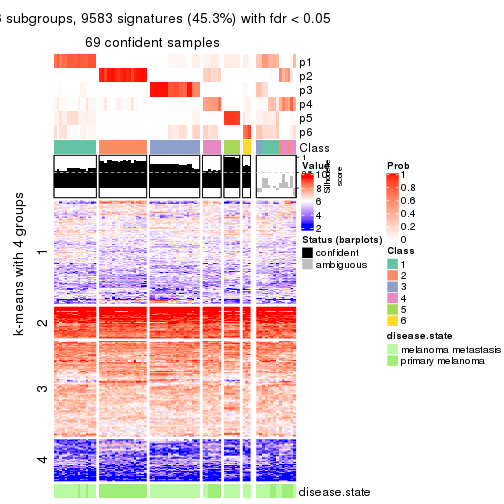 6 subgroups, 9583 signatures (45.3%) with fdr < 0.05
69 confident samples
p1
p2
p3
p4
p5
p6
Class
1
Silhouette
score
k-means with 4 groups
1
2
3
4
disease.state
Value
10
8
6
4
2
Status (barplots)
confident
ambiguous
Prob
1
0.8
0.6
0.4
0.2
0
Class
1
2
3
4
5
6
disease.state
melanoma metastasis
primary melanoma